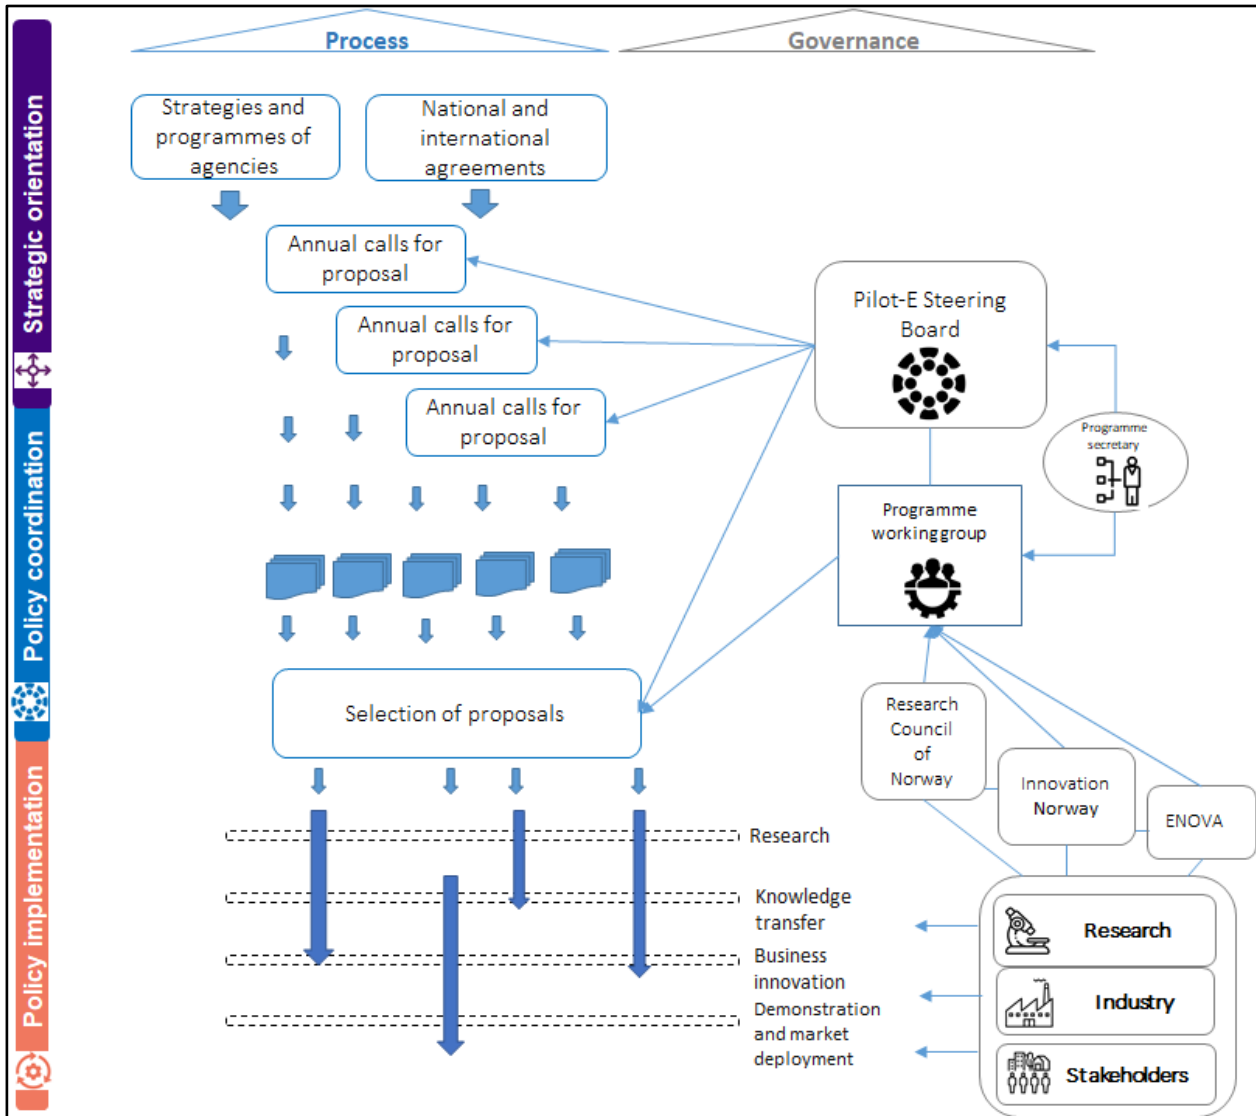 Process
Governance
Strategic orientation
Policy coordination
Policy implementation
Strategies and
programmes of
agencies
National and
international
agreements
Annual calls for
proposal
Annual calls for
proposal
Annual calls for
proposal
Pilot-E Steering
Board
Programme
secretary
Programme
workinggroup
Selection of proposals
Research
Council
of
Norway
Innovation
Norway
ENOVA
Research
Knowledge
transfer
Business
innovation
Demonstration
and market
deployment
Research
Industry
Stakeholders